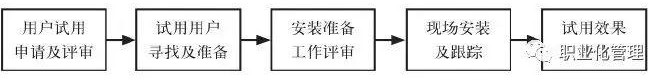 用户试用
申请及评审
试用用户
寻找及准备
安装准备
工作评审
现场安装
及跟踪
试用效果
职业化管理